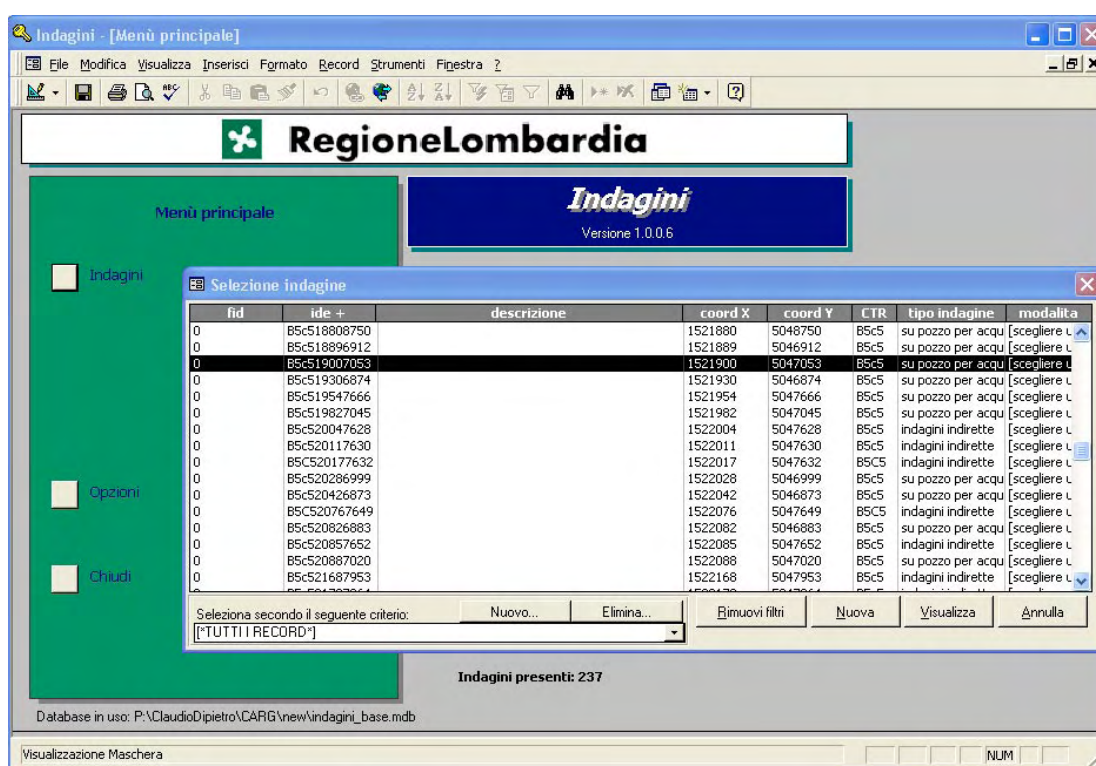 Indagini - [Menù principale]
File Modifica Visualizza Inserisci Formato Record Strumenti Finestra ?
RegioneLombardia
Menù principale
Indagini
Versione 1.0.0.6
Indagini
Selezione indagine
fid ide + descrizione coord X coord Y CTR tipo indagine modalita
0 B5c518808750 1521880 5048750 B5c5 su pozzo per acqu [scegliere u
0 B5c518896912 1521889 5046912 B5c5 su pozzo per acqu [scegliere u
0 B5c519007053 1521900 5047053 B5c5 su pozzo per acqu [scegliere u
0 B5c519306874 1521930 5046874 B5c5 su pozzo per acqu [scegliere u
0 B5c519547666 1521954 5047666 B5c5 su pozzo per acqu [scegliere u
0 B5c519827045 1521982 5047045 B5c5 su pozzo per acqu [scegliere u
0 B5c520047628 1522004 5047628 B5c5 indagini indirette [scegliere u
0 B5c520117630 1522011 5047630 B5c5 indagini indirette [scegliere u
0 B5C520177632 1522017 5047632 B5C5 indagini indirette [scegliere u
0 B5c520286999 1522028 5046999 B5c5 su pozzo per acqu [scegliere u
0 B5c520426873 1522042 5046873 B5c5 su pozzo per acqu [scegliere u
0 B5C520767649 1522076 5047649 B5C5 indagini indirette [scegliere u
0 B5c520826883 1522082 5046883 B5c5 su pozzo per acqu [scegliere u
0 B5c520857652 1522085 5047652 B5c5 indagini indirette [scegliere u
0 B5c520887020 1522088 5047020 B5c5 su pozzo per acqu [scegliere u
0 B5c521687953 1522168 5047953 B5c5 indagini indirette [scegliere u
Opzioni
Chiudi
Seleziona secondo il seguente criterio: Nuovo... Elimina... Rimuovi filtri Nuova Visualizza Annulla
[*TUTTI I RECORD*]
Indagini presenti: 237
Database in uso: P:\ClaudioDipietro\CARG\new\indagini_base.mdb
Visualizzazione Maschera NUM